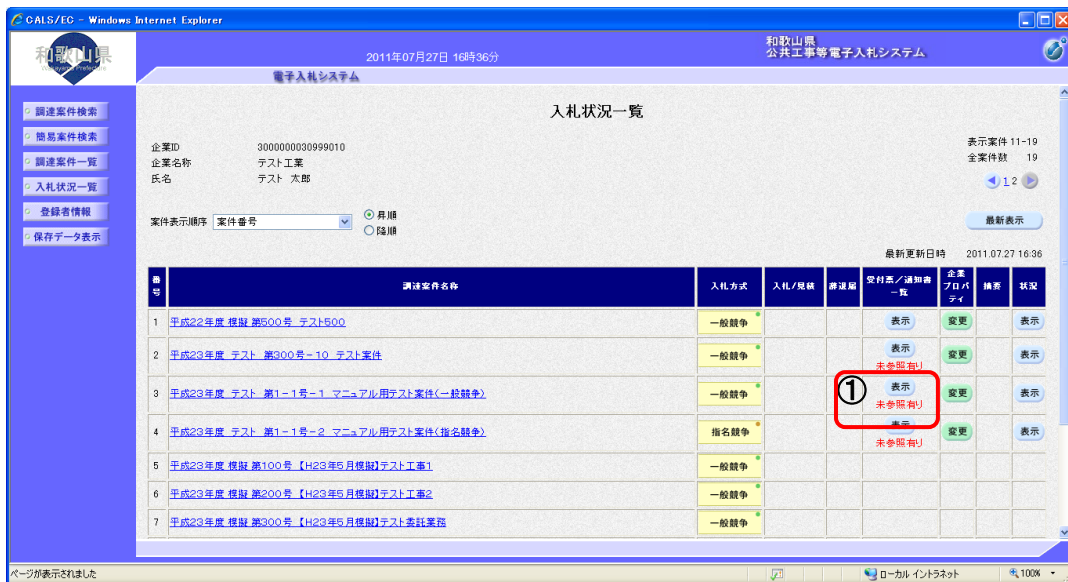 CALS/EC - Windows Internet Explorer
和歌山県
Wakayama Prefecture
2011年07月27日 16時36分
和歌山県
公共工事等電子入札システム
電子入札システム
調達案件検索
簡易案件検索
調達案件一覧
入札状況一覧
登録者情報
保存データ表示
入札状況一覧
企業ID 3000000030999010
企業名称 テスト工業
氏名 テスト 太郎
表示案件 11-19
全案件数 19
1 2
案件表示順序 案件番号
昇順
降順
最新表示
最新更新日時 2011.07.27 16:36
番号 調達案件名称 入札方式 入札/見積 辞退届 受付票/通知書一覧 企業プロパティ 摘要 状況
1 平成22年度 模擬 第500号 テスト500 一般競争 表示 変更 表示
2 平成23年度 テスト 第300号-10 テスト案件 一般競争 表示 未参照有り 変更 表示
3 平成23年度 テスト 第1-1号-1 マニュアル用テスト案件(一般競争) 一般競争 ① 表示 未参照有り 変更 表示
4 平成23年度 テスト 第1-1号-2 マニュアル用テスト案件(指名競争) 指名競争 表示 未参照有り 変更 表示
5 平成23年度 模擬 第100号 【H23年5月模擬】テスト工事1 一般競争
6 平成23年度 模擬 第200号 【H23年5月模擬】テスト工事2 一般競争
7 平成23年度 模擬 第300号 【H23年5月模擬】テスト委託業務 一般競争
ページが表示されました
ローカル イントラネット
100%